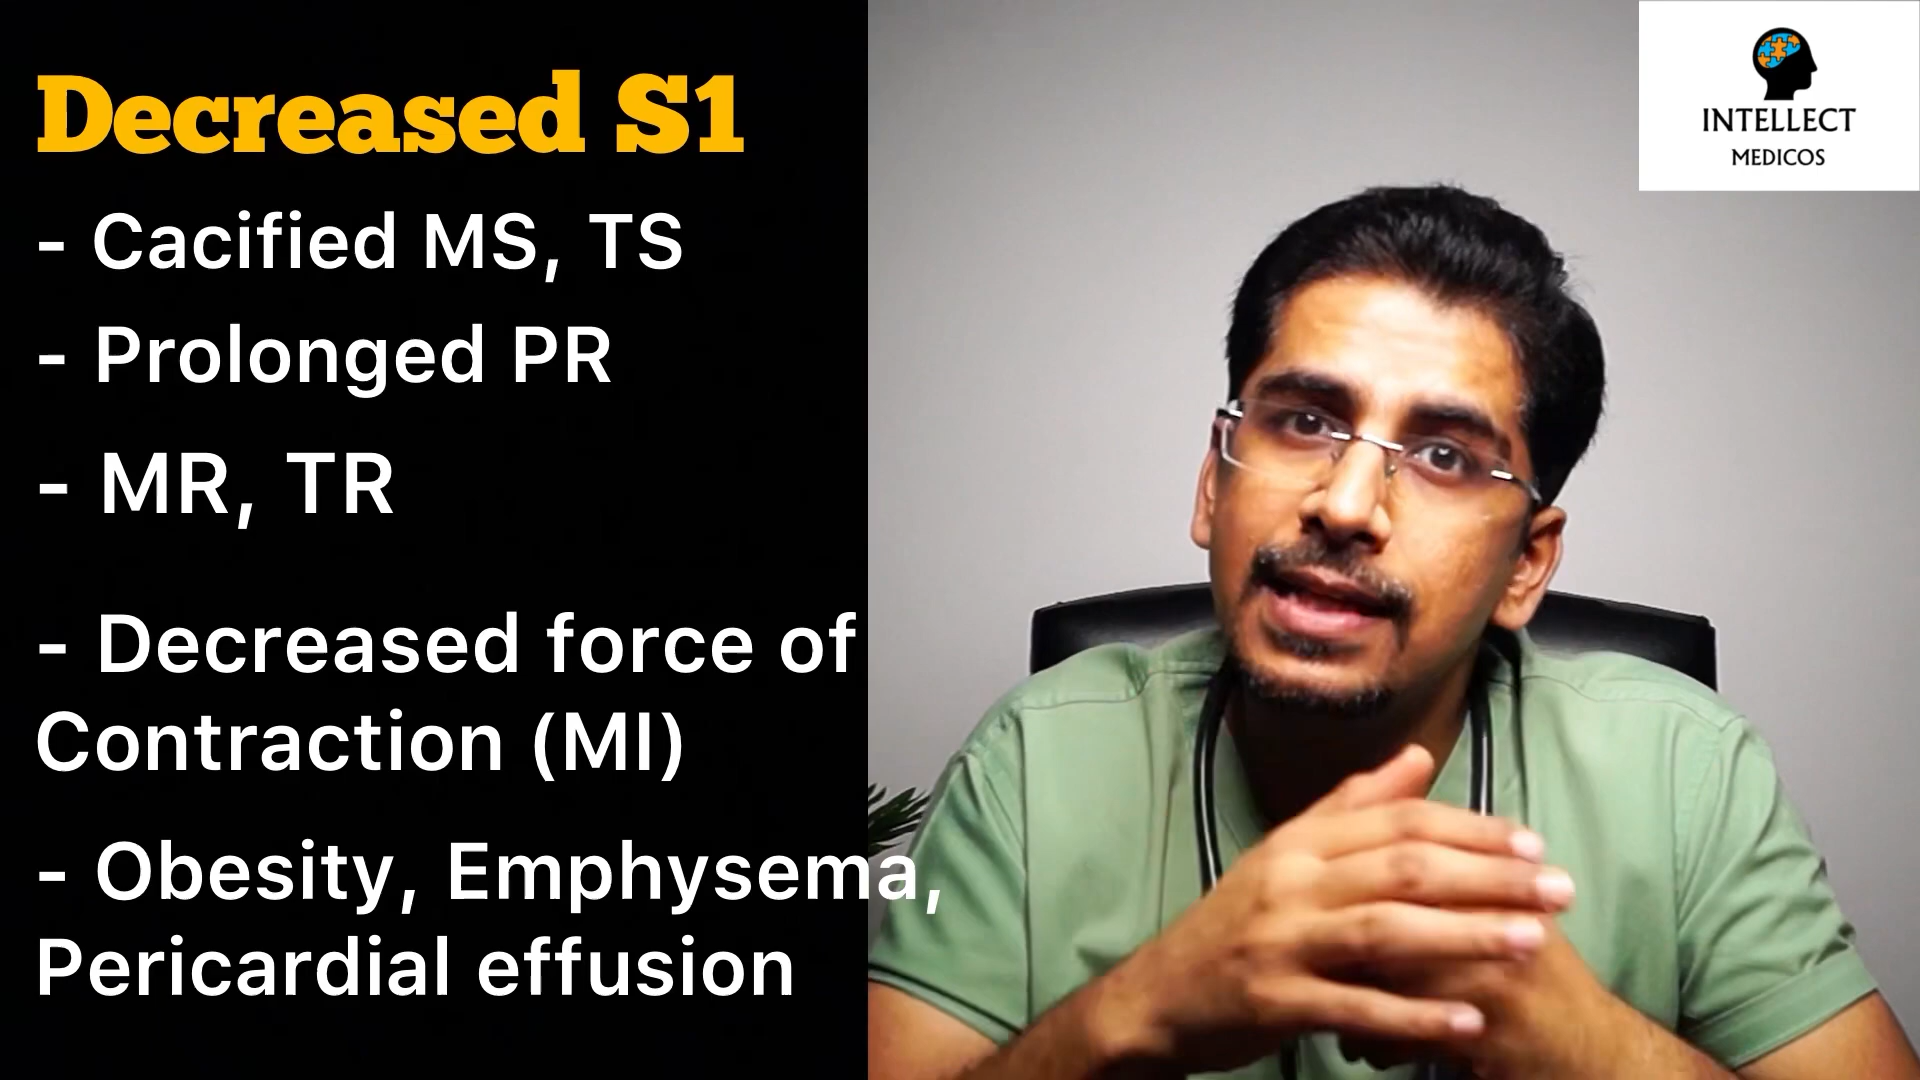 Decreased S1
- Cacified MS, TS
- Prolonged PR
- MR, TR
- Decreased force of
Contraction (MI)
- Obesity, Emphysema,
Pericardial effusion
INTELLECT
MEDICOS